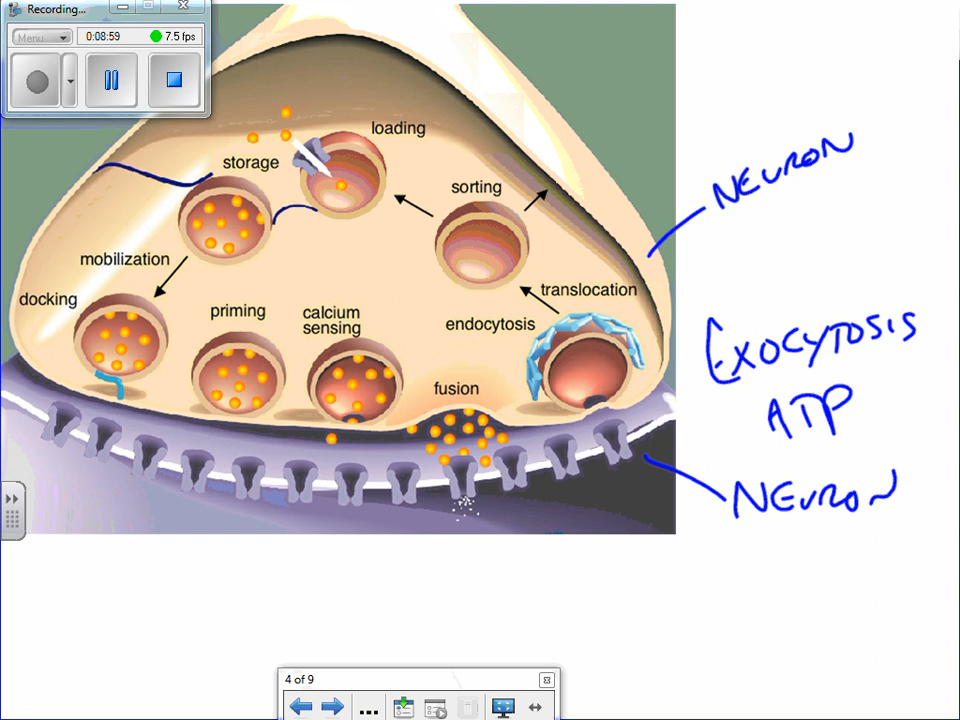 Recording...
Menu
0:08:59
7.5 fps
loading
storage
sorting
NEURON
mobilization
translocation
docking
priming
calcium
sensing
endocytosis
EXOCYTOSIS
fusion
ATP
NEURON
4 of 9
...